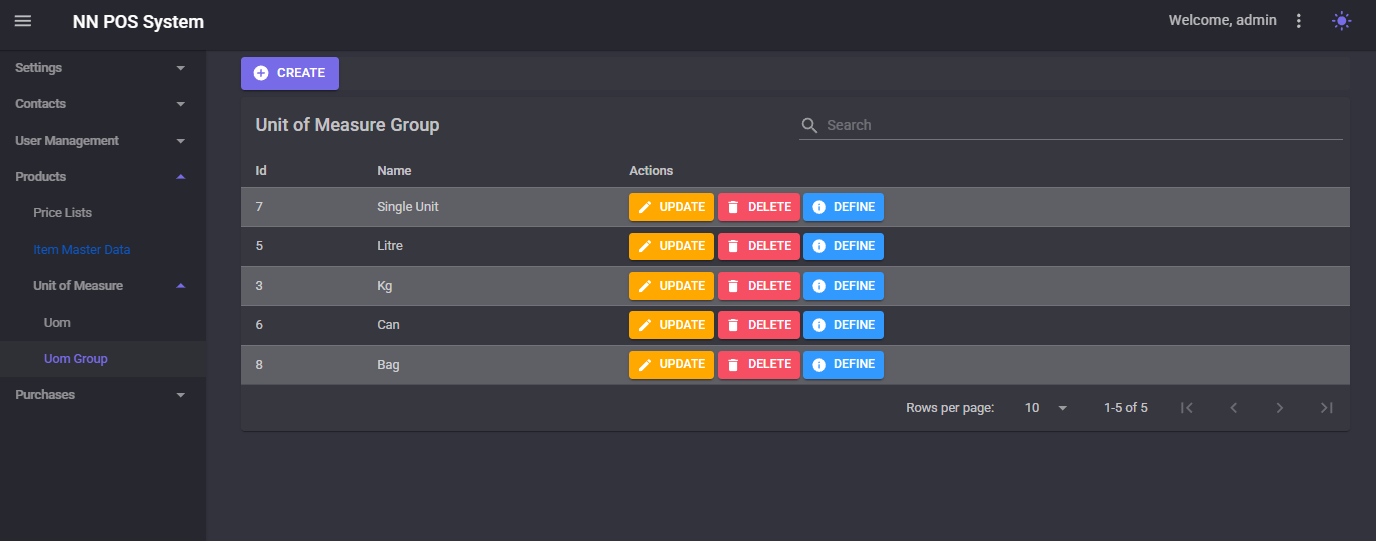 NN POS System
Welcome, admin
Settings
Contacts
User Management
Products
Price Lists
Item Master Data
Unit of Measure
Uom
Uom Group
Purchases
CREATE
Unit of Measure Group
Search
Id Name Actions
7 Single Unit UPDATE DELETE DEFINE
5 Litre UPDATE DELETE DEFINE
3 Kg UPDATE DELETE DEFINE
6 Can UPDATE DELETE DEFINE
8 Bag UPDATE DELETE DEFINE
Rows per page: 10 1-5 of 5